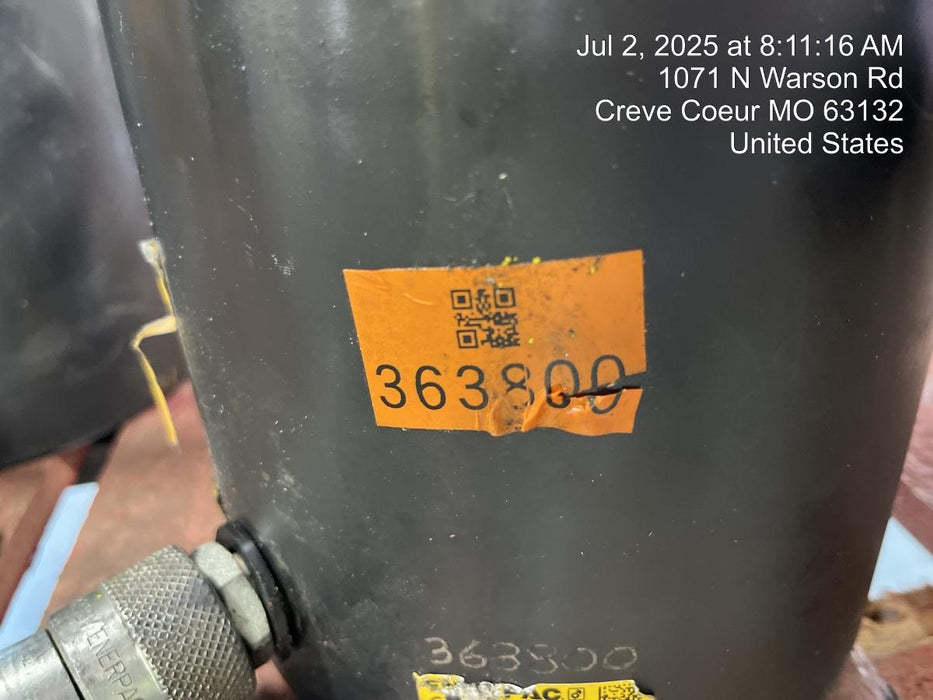 Jul 2, 2025 at 8:11:16 AM
1071 N Warson Rd
Creve Coeur MO 63132
United States
363800
ENERPAC
363800